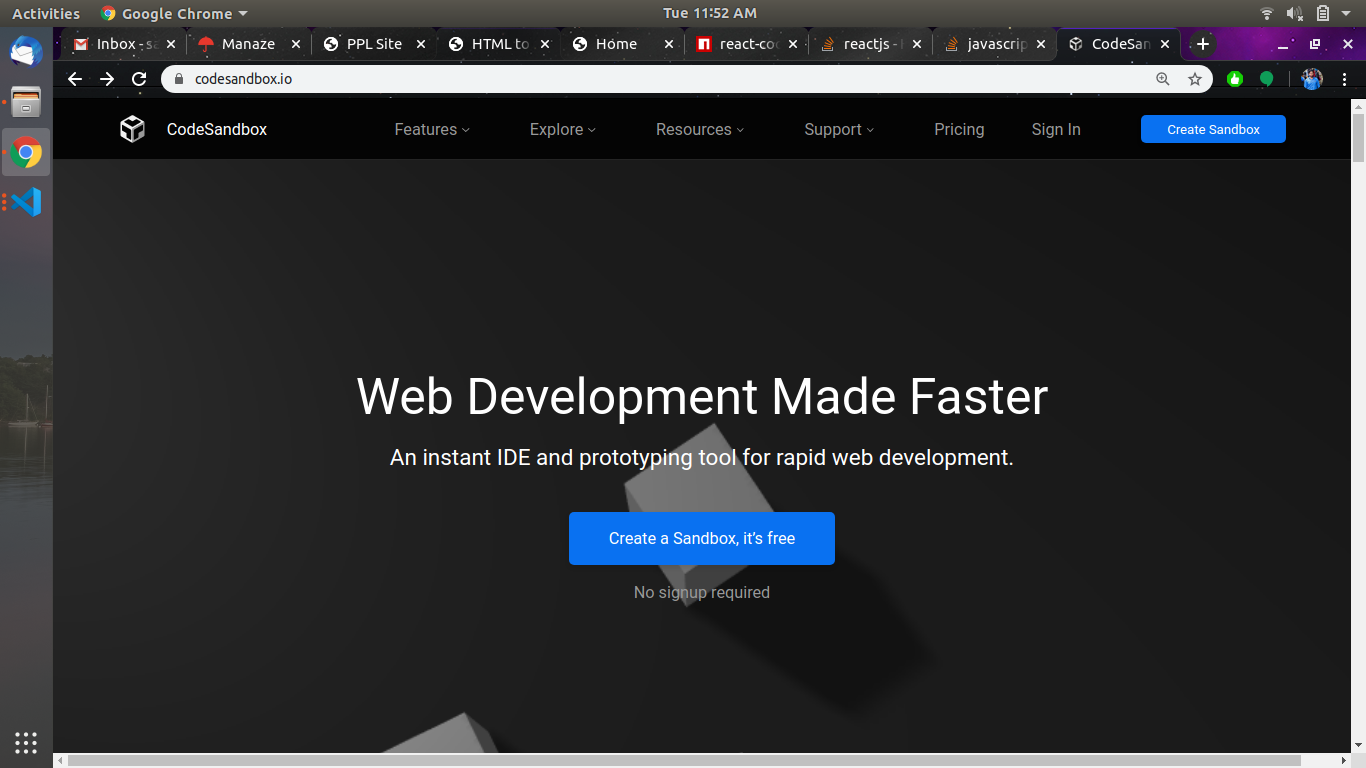 Activities Google Chrome Tue 11:52 AM
Inbox - sa Manaze PPL Site HTML to Home react-coo reactjs - javascrip CodeSan
codesandbox.io
CodeSandbox Features Explore Resources Support Pricing Sign In Create Sandbox
Web Development Made Faster
An instant IDE and prototyping tool for rapid web development.
Create a Sandbox, it's free
No signup required